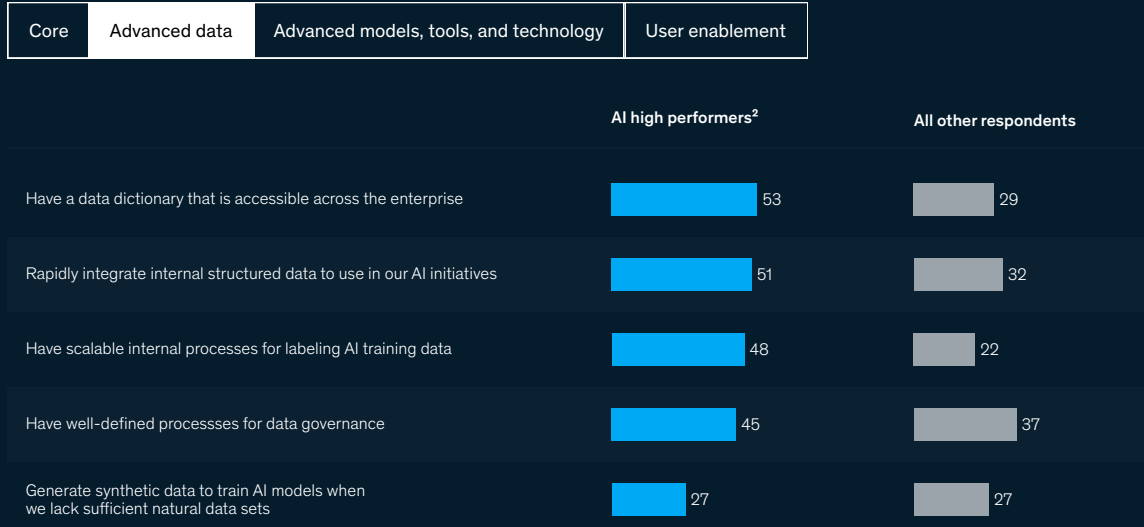 Core Advanced data Advanced models, tools, and technology User enablement
AI high performers² All other respondents
Have a data dictionary that is accessible across the enterprise 53 29
Rapidly integrate internal structured data to use in our AI initiatives 51 32
Have scalable internal processes for labeling AI training data 48 22
Have well-defined processses for data governance 45 37
Generate synthetic data to train AI models when
we lack sufficient natural data sets 27 27